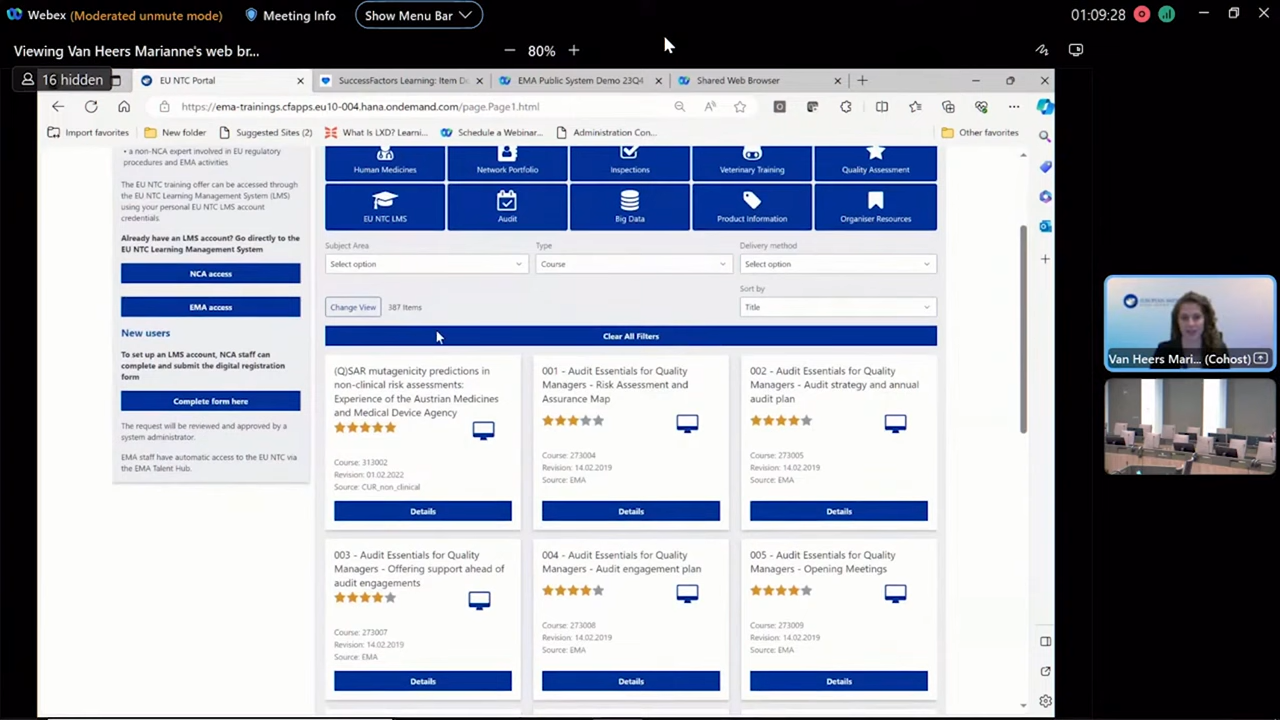 Webex (Moderated unmute mode) Meeting Info Show Menu Bar 01:09:28
Viewing Van Heers Marianne's web br... 80%
16 hidden EU NTC Portal SuccessFactors Learning: Item D EMA Public System Demo 23Q4 Shared Web Browser
https://ema-trainings.cfapps.eu10-004.hana.ondemand.com/page.Page1.html
Import favorites New folder Suggested Sites (2) What Is LXD? Learni... Schedule a Webinar... Administration Con... Other favorites
• a non-NCA expert involved in EU regulatory
procedures and EMA activities
The EU NTC training offer can be accessed through
the EU NTC Learning Management System (LMS)
using your personal EU NTC LMS account
credentials.
Already have an LMS account? Go directly to the
EU NTC Learning Management System
NCA access
EMA access
New users
To set up an LMS account, NCA staff can
complete and submit the digital registration
form
Complete form here
The request will be reviewed and approved by a
system administrator.
EMA staff have automatic access to the EU NTC via
the EMA Talent Hub.
Human Medicines Network Portfolio Inspections Veterinary Training Quality Assessment
EU NTC LMS Audit Big Data Product Information Organiser Resources
Subject Area Type Delivery method
Select option Course Select option
Sort by
Change View 387 Items Title
Clear All Filters
(Q)SAR mutagenicity predictions in
non-clinical risk assessments:
Experience of the Austrian Medicines
and Medical Device Agency
Course: 313002
Revision: 01.02.2022
Source: CUR_non_clinical
Details
001 - Audit Essentials for Quality
Managers - Risk Assessment and
Assurance Map
Course: 273004
Revision: 14.02.2019
Source: EMA
Details
002 - Audit Essentials for Quality
Managers - Audit strategy and annual
audit plan
Course: 273005
Revision: 14.02.2019
Source: EMA
Details
003 - Audit Essentials for Quality
Managers - Offering support ahead of
audit engagements
Course: 273007
Revision: 14.02.2019
Source: EMA
Details
004 - Audit Essentials for Quality
Managers - Audit engagement plan
Course: 273008
Revision: 14.02.2019
Source: EMA
Details
005 - Audit Essentials for Quality
Managers - Opening Meetings
Course: 273009
Revision: 14.02.2019
Source: EMA
Details
Van Heers Mari... (Cohost)